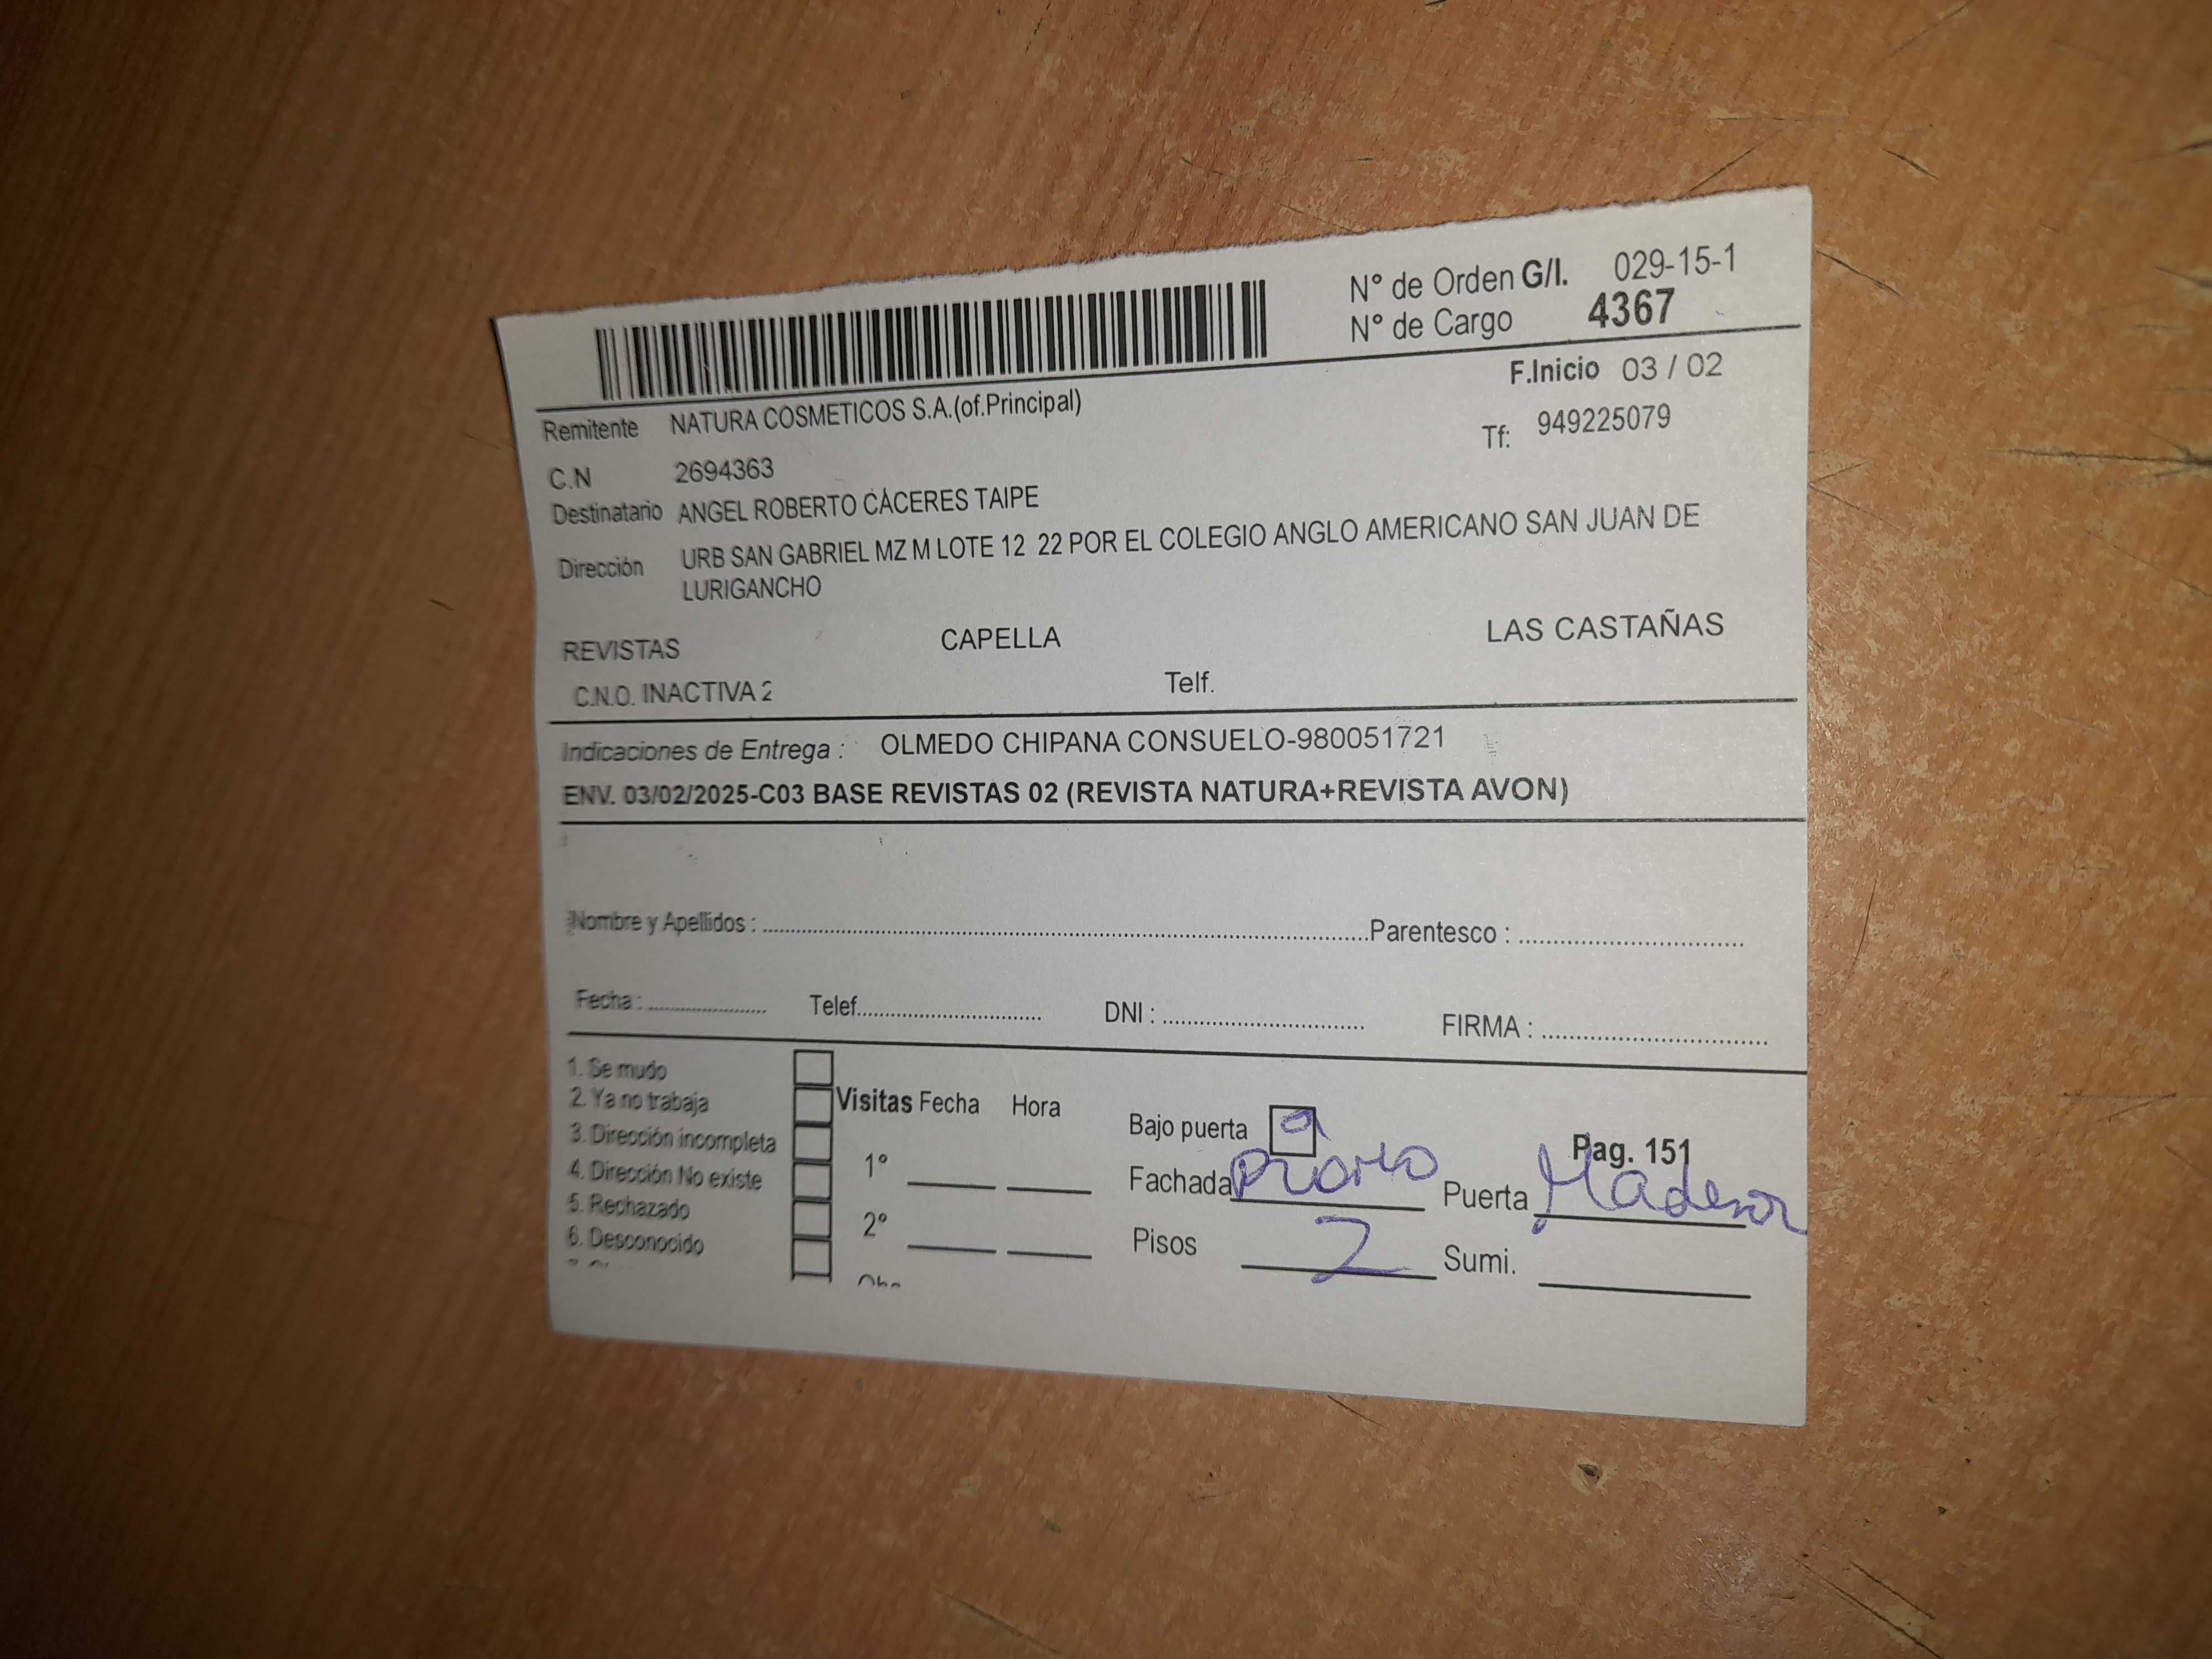 N° de Orden G/I. 029-15-1
N° de Cargo 4367
F.Inicio 03 / 02
Remitente NATURA COSMETICOS S.A.(of.Principal)
Tf: 949225079
C.N 2694363
Destinatario ANGEL ROBERTO CÁCERES TAIPE
Dirección URB SAN GABRIEL MZ M LOTE 12 22 POR EL COLEGIO ANGLO AMERICANO SAN JUAN DE
LURIGANCHO
REVISTAS CAPELLA LAS CASTAÑAS
C.N.O. INACTIVA 2 Telf.
Indicaciones de Entrega : OLMEDO CHIPANA CONSUELO-980051721
ENV. 03/02/2025-C03 BASE REVISTAS 02 (REVISTA NATURA+REVISTA AVON)
Nombre y Apellidos : Parentesco :
Fecha : Telef. DNI : FIRMA :
1. Se mudo
2. Ya no trabaja
3. Dirección incompleta
4. Dirección No existe
5. Rechazado
6. Desconocido
Visitas Fecha Hora
1°
2°
Bajo puerta
Pag. 151
Fachada Puerta Madera
Pisos 2 Sumi.